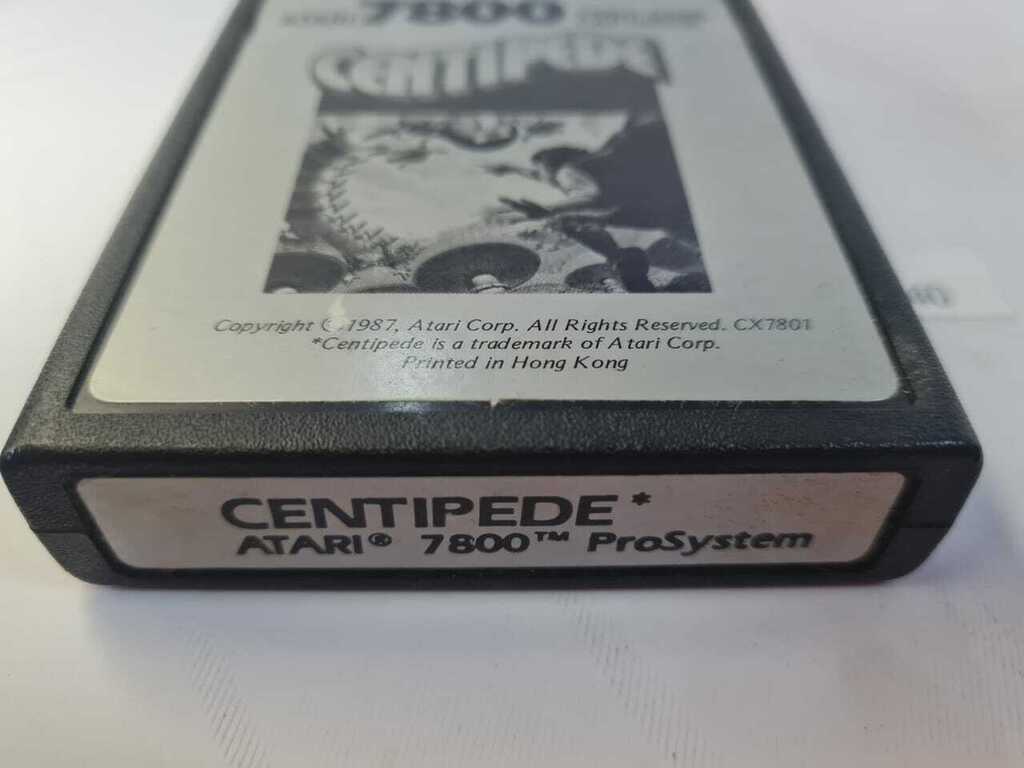 ATARI 7800
CENTIPEDE
Copyright © 1987, Atari Corp. All Rights Reserved. CX7801
*Centipede is a trademark of Atari Corp.
Printed in Hong Kong
CENTIPEDE*
ATARI® 7800™ ProSystem